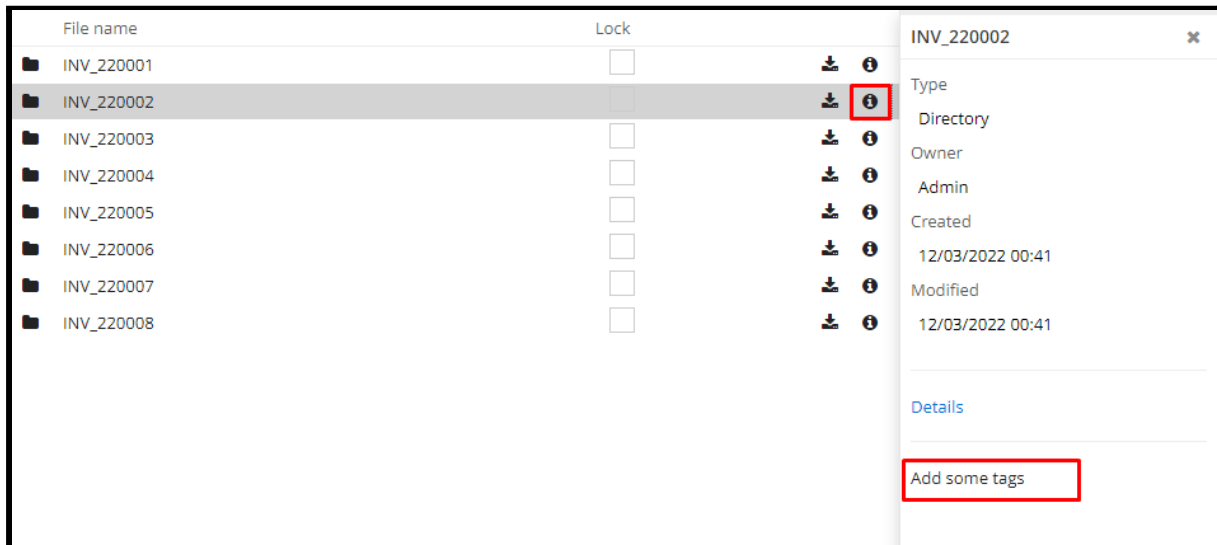 File name Lock
INV_220001
INV_220002
INV_220003
INV_220004
INV_220005
INV_220006
INV_220007
INV_220008
INV_220002
Type
Directory
Owner
Admin
Created
12/03/2022 00:41
Modified
12/03/2022 00:41
Details
Add some tags